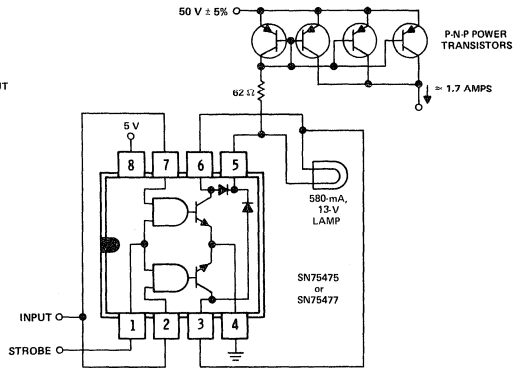 50 V ± 5%
P-N-P POWER
TRANSISTORS
UT
62 Ω
≈ 1.7 AMPS
5 V
8 7 6 5
580-mA,
13-V
LAMP
SN75475
or
SN75477
INPUT
1 2 3 4
STROBE